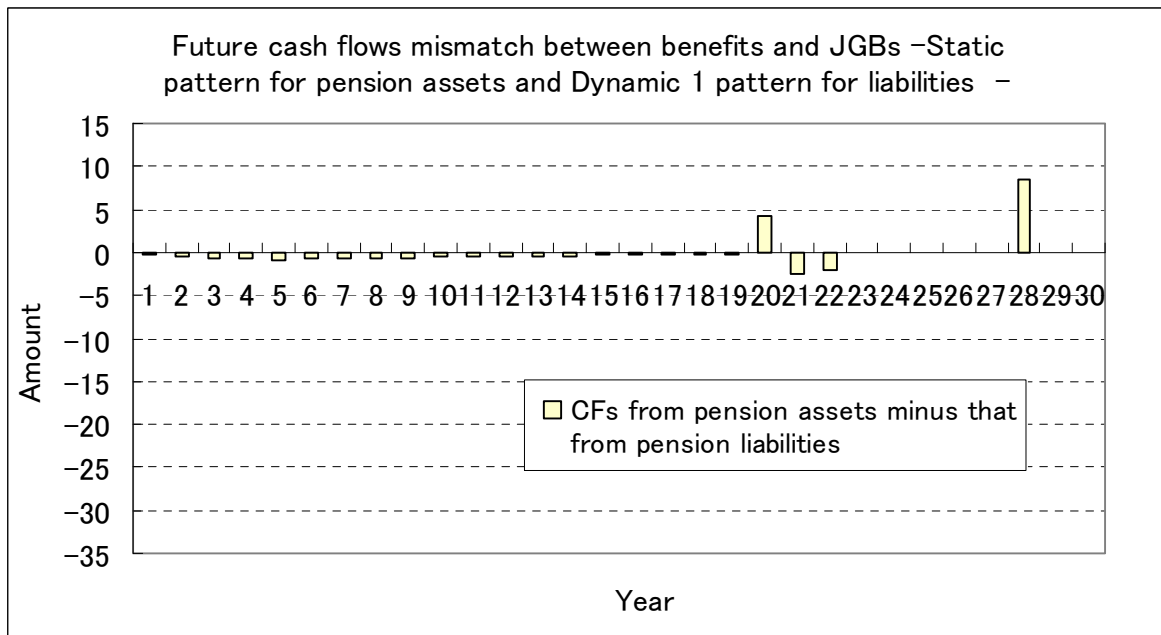 Future cash flows mismatch between benefits and JGBs -Static
pattern for pension assets and Dynamic 1 pattern for liabilities -
15
10
5
0
-5
-10
-15
-20
-25
-30
-35
Amount
1 2 3 4 5 6 7 8 9 10 11 12 13 14 15 16 17 18 19 20 21 22 23 24 25 26 27 28 29 30
CFs from pension assets minus that
from pension liabilities
Year